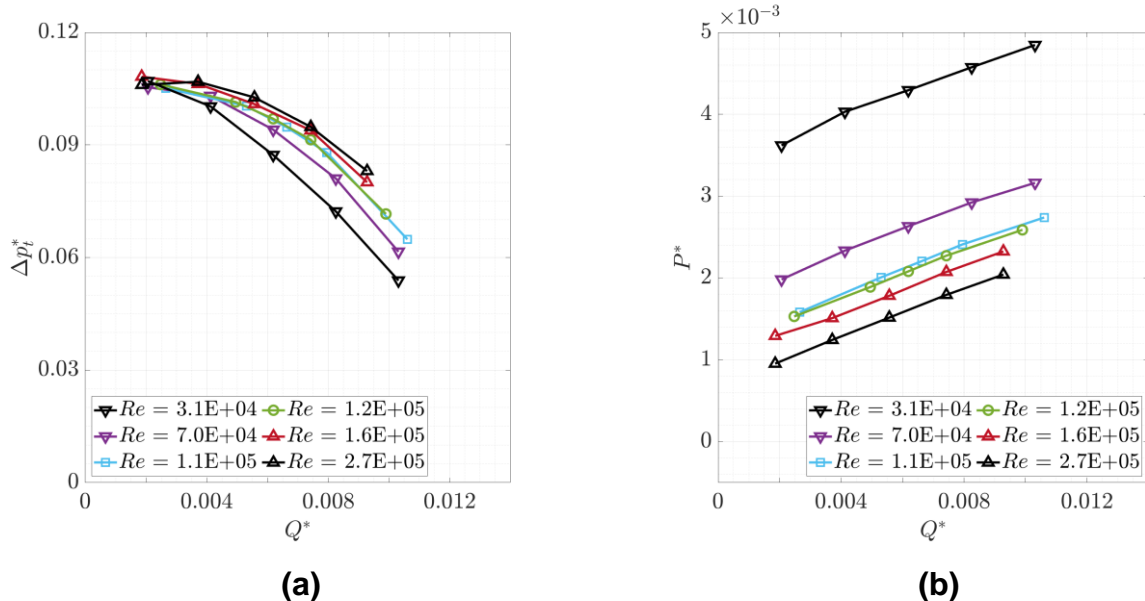 0.12
0.09
0.06
0.03
0
Δp*t
Re = 3.1E+04
Re = 7.0E+04
Re = 1.1E+05
Re = 1.2E+05
Re = 1.6E+05
Re = 2.7E+05
0
0.004
0.008
0.012
Q*
(a)
×10⁻³
5
4
3
2
1
0
P*
Re = 3.1E+04
Re = 7.0E+04
Re = 1.1E+05
Re = 1.2E+05
Re = 1.6E+05
Re = 2.7E+05
0
0.004
0.008
0.012
Q*
(b)